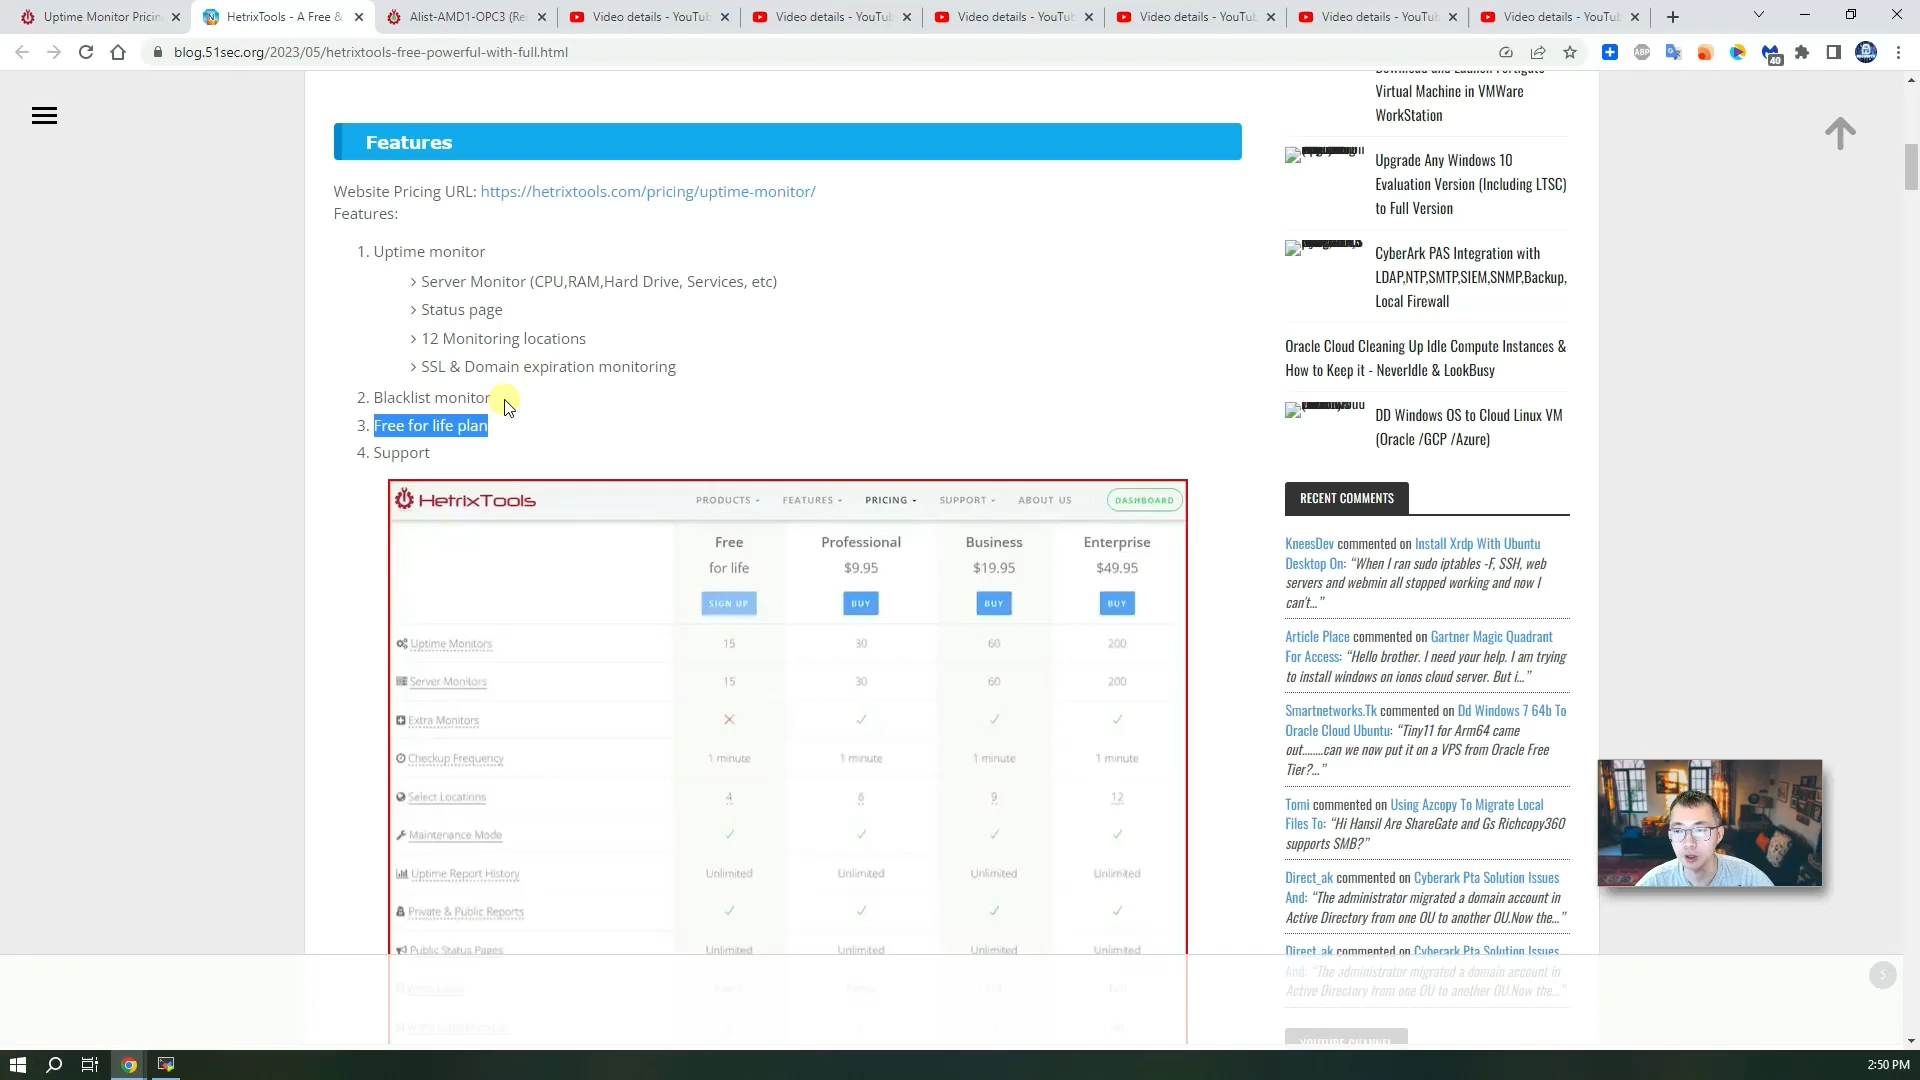 Uptime Monitor Pricin
HetrixTools - A Free &
Alist-AMD1-OPC3 (Re
Video details - YouTub
Video details - YouTub
Video details - YouTub
Video details - YouTub
Video details - YouTub
Video details - YouTub
blog.51sec.org/2023/05/hetrixtools-free-powerful-with-full.html
ABP
40
Features
Website Pricing URL: https://hetrixtools.com/pricing/uptime-monitor/
Features:
1. Uptime monitor
> Server Monitor (CPU,RAM,Hard Drive, Services, etc)
> Status page
> 12 Monitoring locations
> SSL & Domain expiration monitoring
2. Blacklist monitor
3. Free for life plan
4. Support
HetrixTools
PRODUCTS
FEATURES
PRICING
SUPPORT
ABOUT US
DASHBOARD
Free Professional Business Enterprise
for life $9.95 $19.95 $49.95
SIGN UP BUY BUY BUY
Uptime Monitors 15 30 60 200
Server Monitors 15 30 60 200
Extra Monitors
Checkup Frequency 1 minute 1 minute 1 minute 1 minute
Select Locations 4 6 9 12
Maintenance Mode
Uptime Report History Unlimited Unlimited Unlimited Unlimited
Private & Public Reports
Public Status Pages Unlimited Unlimited Unlimited Unlimited
Download and Launch Fortigate
Virtual Machine in VMWare
WorkStation
Upgrade Any Windows 10
Evaluation Version (Including LTSC)
to Full Version
CyberArk PAS Integration with
LDAP,NTP,SMTP,SIEM,SNMP,Backup,
Local Firewall
Oracle Cloud Cleaning Up Idle Compute Instances &
How to Keep it - NeverIdle & LookBusy
DD Windows OS to Cloud Linux VM
(Oracle /GCP /Azure)
RECENT COMMENTS
KneesDev commented on Install Xrdp With Ubuntu
Desktop On: “When I ran sudo iptables -F, SSH, web
servers and webmin all stopped working and now I
can't...”
Article Place commented on Gartner Magic Quadrant
For Access: “Hello brother. I need your help. I am trying
to install windows on ionos cloud server. But i...”
Smartnetworks.Tk commented on Dd Windows 7 64b To
Oracle Cloud Ubuntu: “Tiny11 for Arm64 came
out........can we now put it on a VPS from Oracle Free
Tier?...”
Tomi commented on Using Azcopy To Migrate Local
Files To: “Hi Hansil Are ShareGate and Gs Richcopy360
supports SMB?”
Direct_ak commented on Cyberark Pta Solution Issues
And: “The administrator migrated a domain account in
Active Directory from one OU to another OU.Now the...”
Direct_ak commented on Cyberark Pta Solution Issues
And: “The administrator migrated a domain account in
Active Directory from one OU to another OU.Now the...”
YOUTUBE CHANNEL
5
2:50 PM